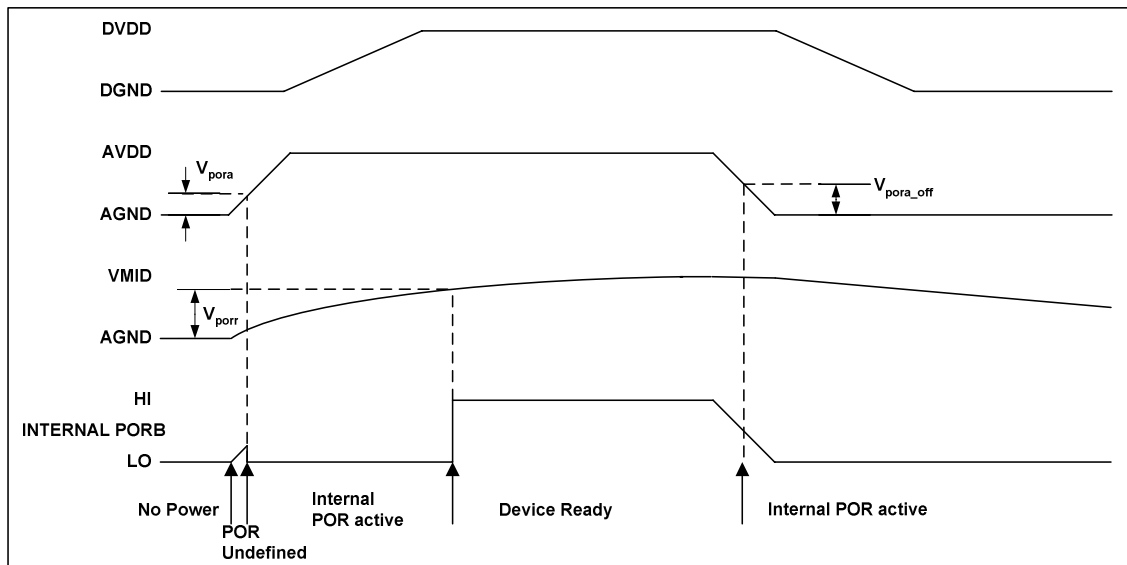 DVDD
DGND
AVDD
Vpora
AGND
Vpora_off
VMID
Vporr
AGND
HI
INTERNAL PORB
LO
No Power
POR
Undefined
Internal
POR active
Device Ready
Internal POR active